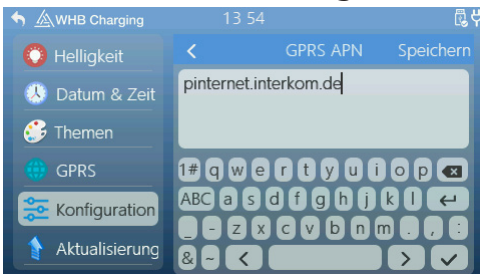 WHB Charging 13 54
Helligkeit
Datum & Zeit
Themen
GPRS
Konfiguration
Aktualisierung
GPRS APN Speichern
pinternet.interkom.de
1# q w e r t y u i o p
ABC a s d f g h j k l
_ - z x c v b n m . , :
& ~ < >